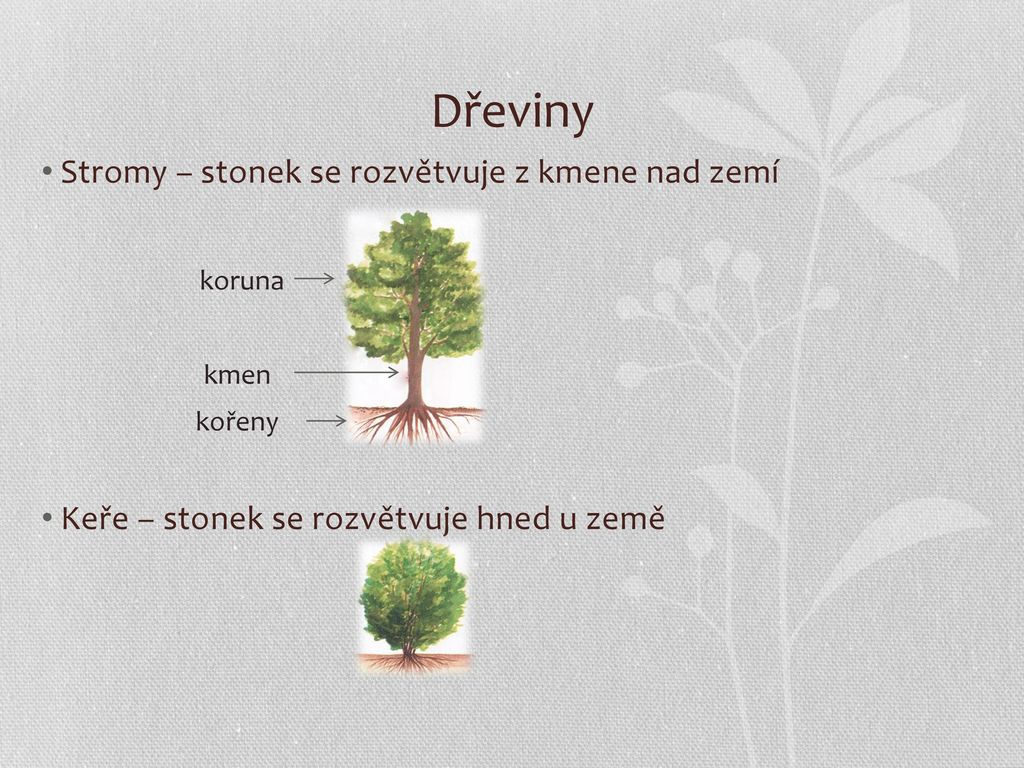 Dřeviny
• Stromy – stonek se rozvětvuje z kmene nad zemí
koruna
kmen
kořeny
• Keře – stonek se rozvětvuje hned u země